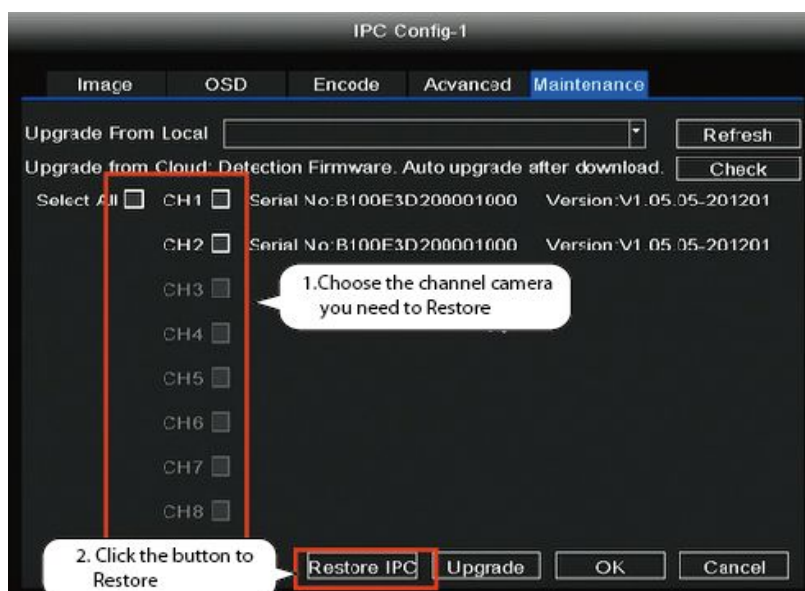 IPC Config-1
Image OSD Encode Advanced Maintenance
Upgrade From Local Refresh
Upgrade from Cloud: Detection Firmware. Auto upgrade after download. Check
Select All CH1 Serial No:B100E3D200001000 Version:V1.05.05-201201
CH2 Serial No:B100E3D200001000 Version:V1.05.05-201201
CH3
1.Choose the channel camera
you need to Restore
CH4
CH5
CH6
CH7
CH8
2. Click the button to
Restore
Restore IPC Upgrade OK Cancel